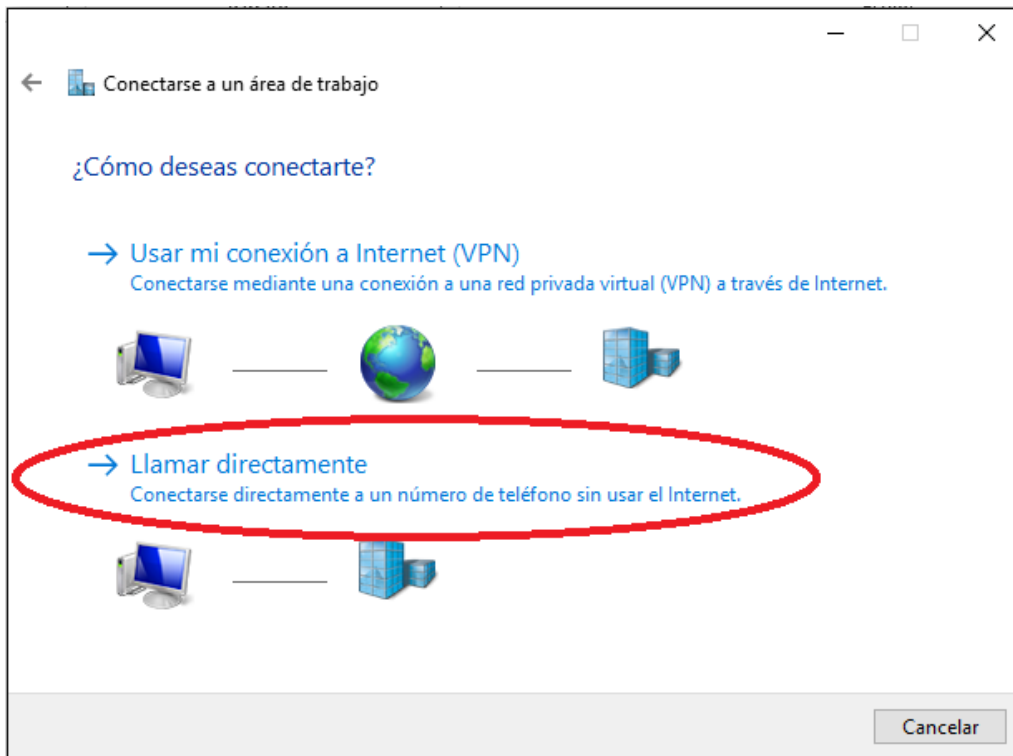 Conectarse a un área de trabajo
¿Cómo deseas conectarte?
Usar mi conexión a Internet (VPN)
Conectarse mediante una conexión a una red privada virtual (VPN) a través de Internet.
Llamar directamente
Conectarse directamente a un número de teléfono sin usar el Internet.
Cancelar